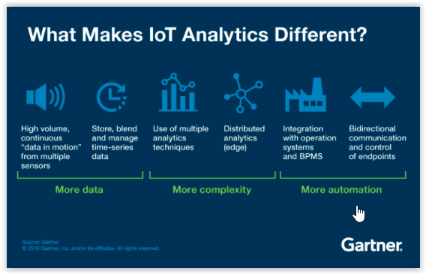 What Makes IoT Analytics Different?
High volume,
continuous
"data in motion"
from multiple
sensors
Store, blend
and manage
time-series
data
Use of multiple
analytics
techniques
Distributed
analytics
(edge)
Integration
with operation
systems
and BPMS
Bidirectional
communication
and control
of endpoints
More data
More complexity
More automation
Source: Gartner
© 2018 Gartner, Inc. and/or its affiliates. All rights reserved.
Gartner.